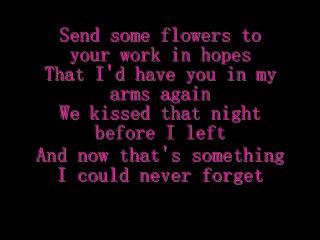 Send some flowers to
your work in hopes
That I'd have you in my
arms again
We kissed that night
before I left
And now that's something
I could never forget